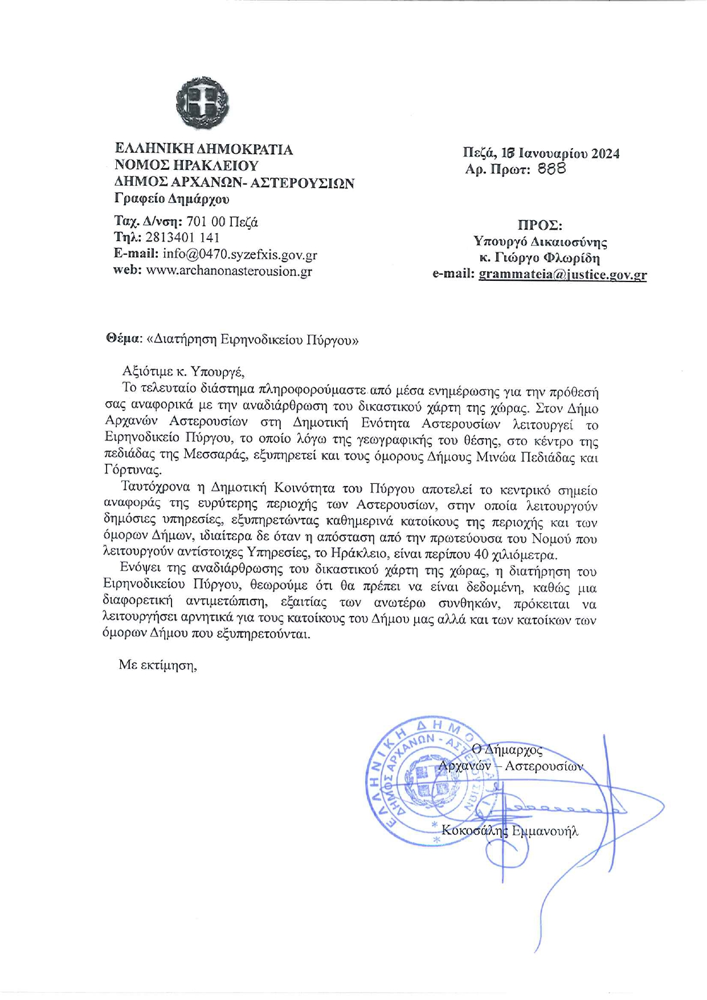 ΕΛΛΗΝΙΚΗ ΔΗΜΟΚΡΑΤΙΑ
ΝΟΜΟΣ ΗΡΑΚΛΕΙΟΥ
ΔΗΜΟΣ ΑΡΧΑΝΩΝ- ΑΣΤΕΡΟΥΣΙΩΝ
Γραφείο Δημάρχου
Ταχ. Δ/νση: 701 00 Πεζά
Τηλ: 2813401 141
E-mail: info@0470.syzefxis.gov.gr
web: www.archanonasterousion.gr
Πεζά, Ιανουαρίου 2024
Αρ. Πρωτ: 888
ΠΡΟΣ:
Υπουργό Δικαιοσύνης
κ. Γιώργο Φλωρίδη
e-mail: grammateia@justice.gov.gr
Θέμα: «Διατήρηση Ειρηνοδικείου Πύργου»
Αξιότιμε κ. Υπουργέ,
Το τελευταίο διάστημα πληροφορούμαστε από μέσα ενημέρωσης για την πρόθεσή
σας αναφορικά με την αναδιάρθρωση του δικαστικού χάρτη της χώρας. Στον Δήμο
Αρχανών Αστερουσίων στη Δημοτική Ενότητα Αστερουσίων λειτουργεί το
Ειρηνοδικείο Πύργου, το οποίο λόγω της γεωγραφικής του θέσης, στο κέντρο της
πεδιάδας της Μεσσαράς, εξυπηρετεί και τους όμορους Δήμους Μινώα Πεδιάδας και
Γόρτυνας.
Ταυτόχρονα η Δημοτική Κοινότητα του Πύργου αποτελεί το κεντρικό σημείο
αναφοράς της ευρύτερης περιοχής των Αστερουσίων, στην οποία λειτουργούν
δημόσιες υπηρεσίες, εξυπηρετώντας καθημερινά κατοίκους της περιοχής και των
όμορων Δήμων, ιδιαίτερα δε όταν η απόσταση από την πρωτεύουσα του Νομού που
λειτουργούν αντίστοιχες Υπηρεσίες, το Ηράκλειο, είναι περίπου 40 χιλιόμετρα.
Ενόψει της αναδιάρθρωσης του δικαστικού χάρτη της χώρας, η διατήρηση του
Ειρηνοδικείου Πύργου, θεωρούμε ότι θα πρέπει να είναι δεδομένη, καθώς μια
διαφορετική αντιμετώπιση, εξαιτίας των ανωτέρω συνθηκών, πρόκειται να
λειτουργήσει αρνητικά για τους κατοίκους του Δήμου μας αλλά και των κατοίκων των
όμορων Δήμου που εξυπηρετούνται.
Με εκτίμηση,
Ο Δήμαρχος
Αρχανών – Αστερουσίων
Κοκοσάλης Εμμανουήλ
ΕΛΛΗΝΙΚΗ ΔΗΜΟ
ΔΗΜΟΣ ΑΡΧΑΝΩΝ - ΑΣΤΕΡΟΥΣΙΩΝ